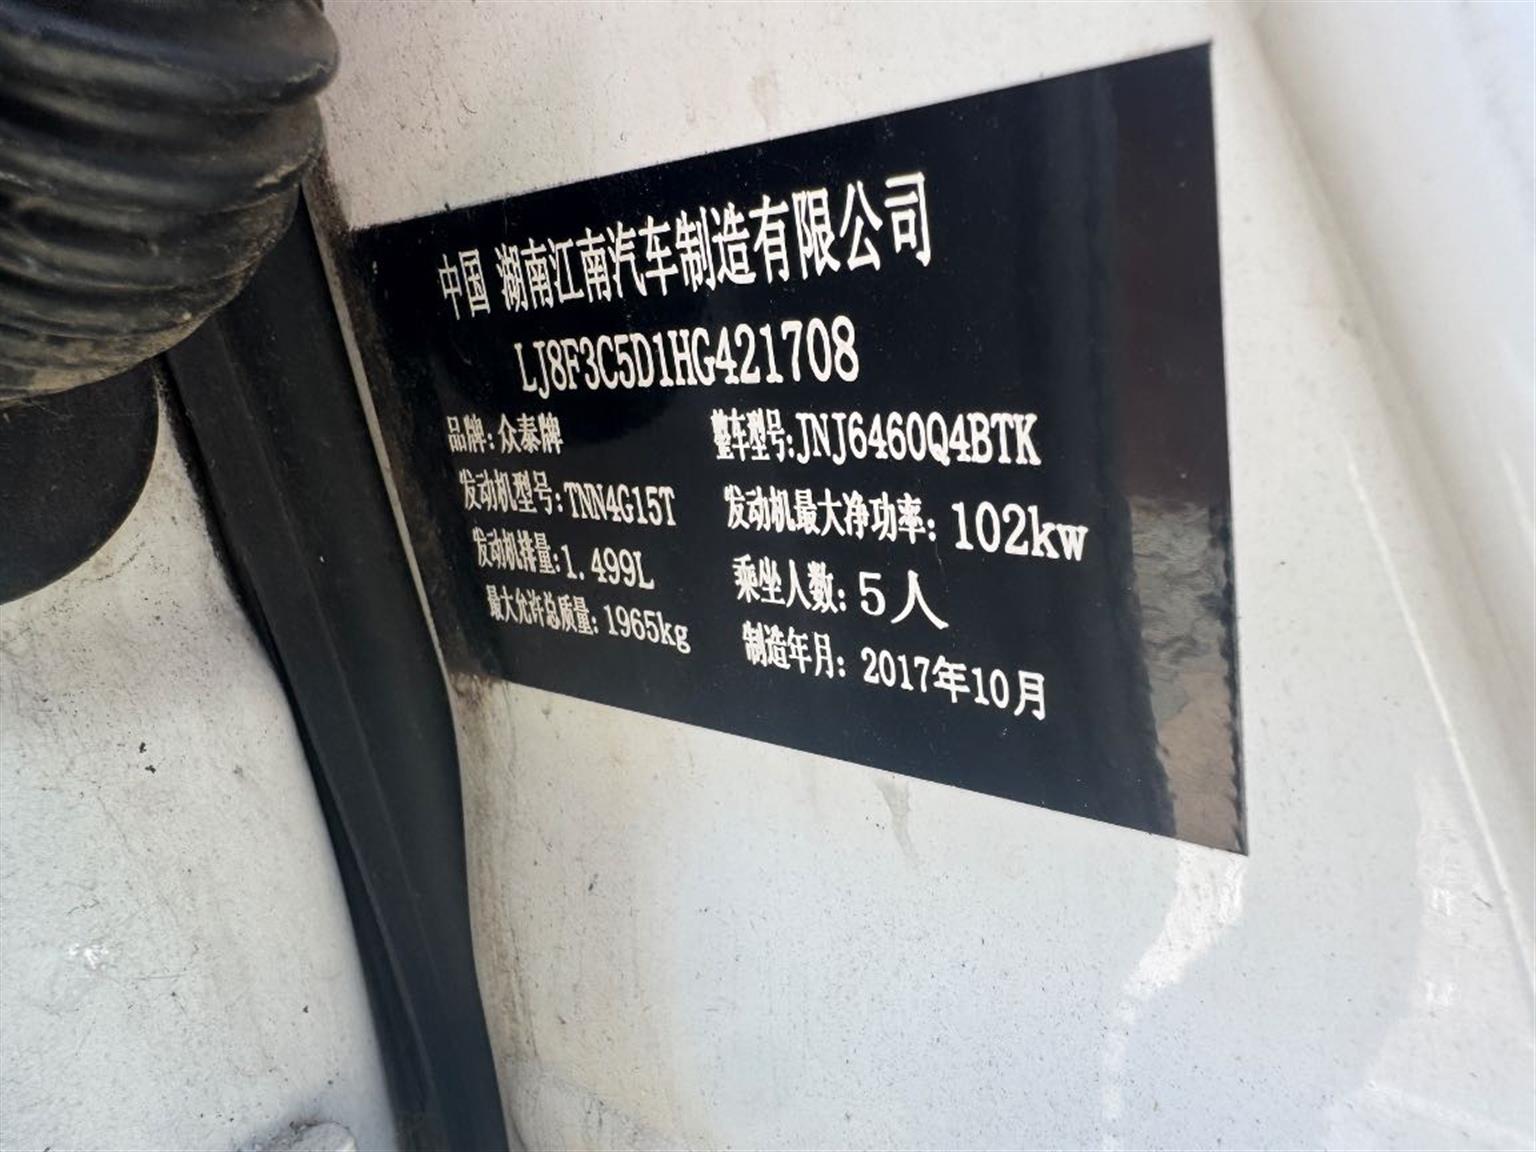 中国 湖南江南汽车制造有限公司
LJ8F3C5D1HG421708
品牌:众泰牌 整车型号:JNJ6460Q4BTK
发动机型号:TNN4G15T 发动机最大净功率:102kw
发动机排量:1.499L 乘坐人数:5人
最大允许总质量:1965kg 制造年月:2017年10月